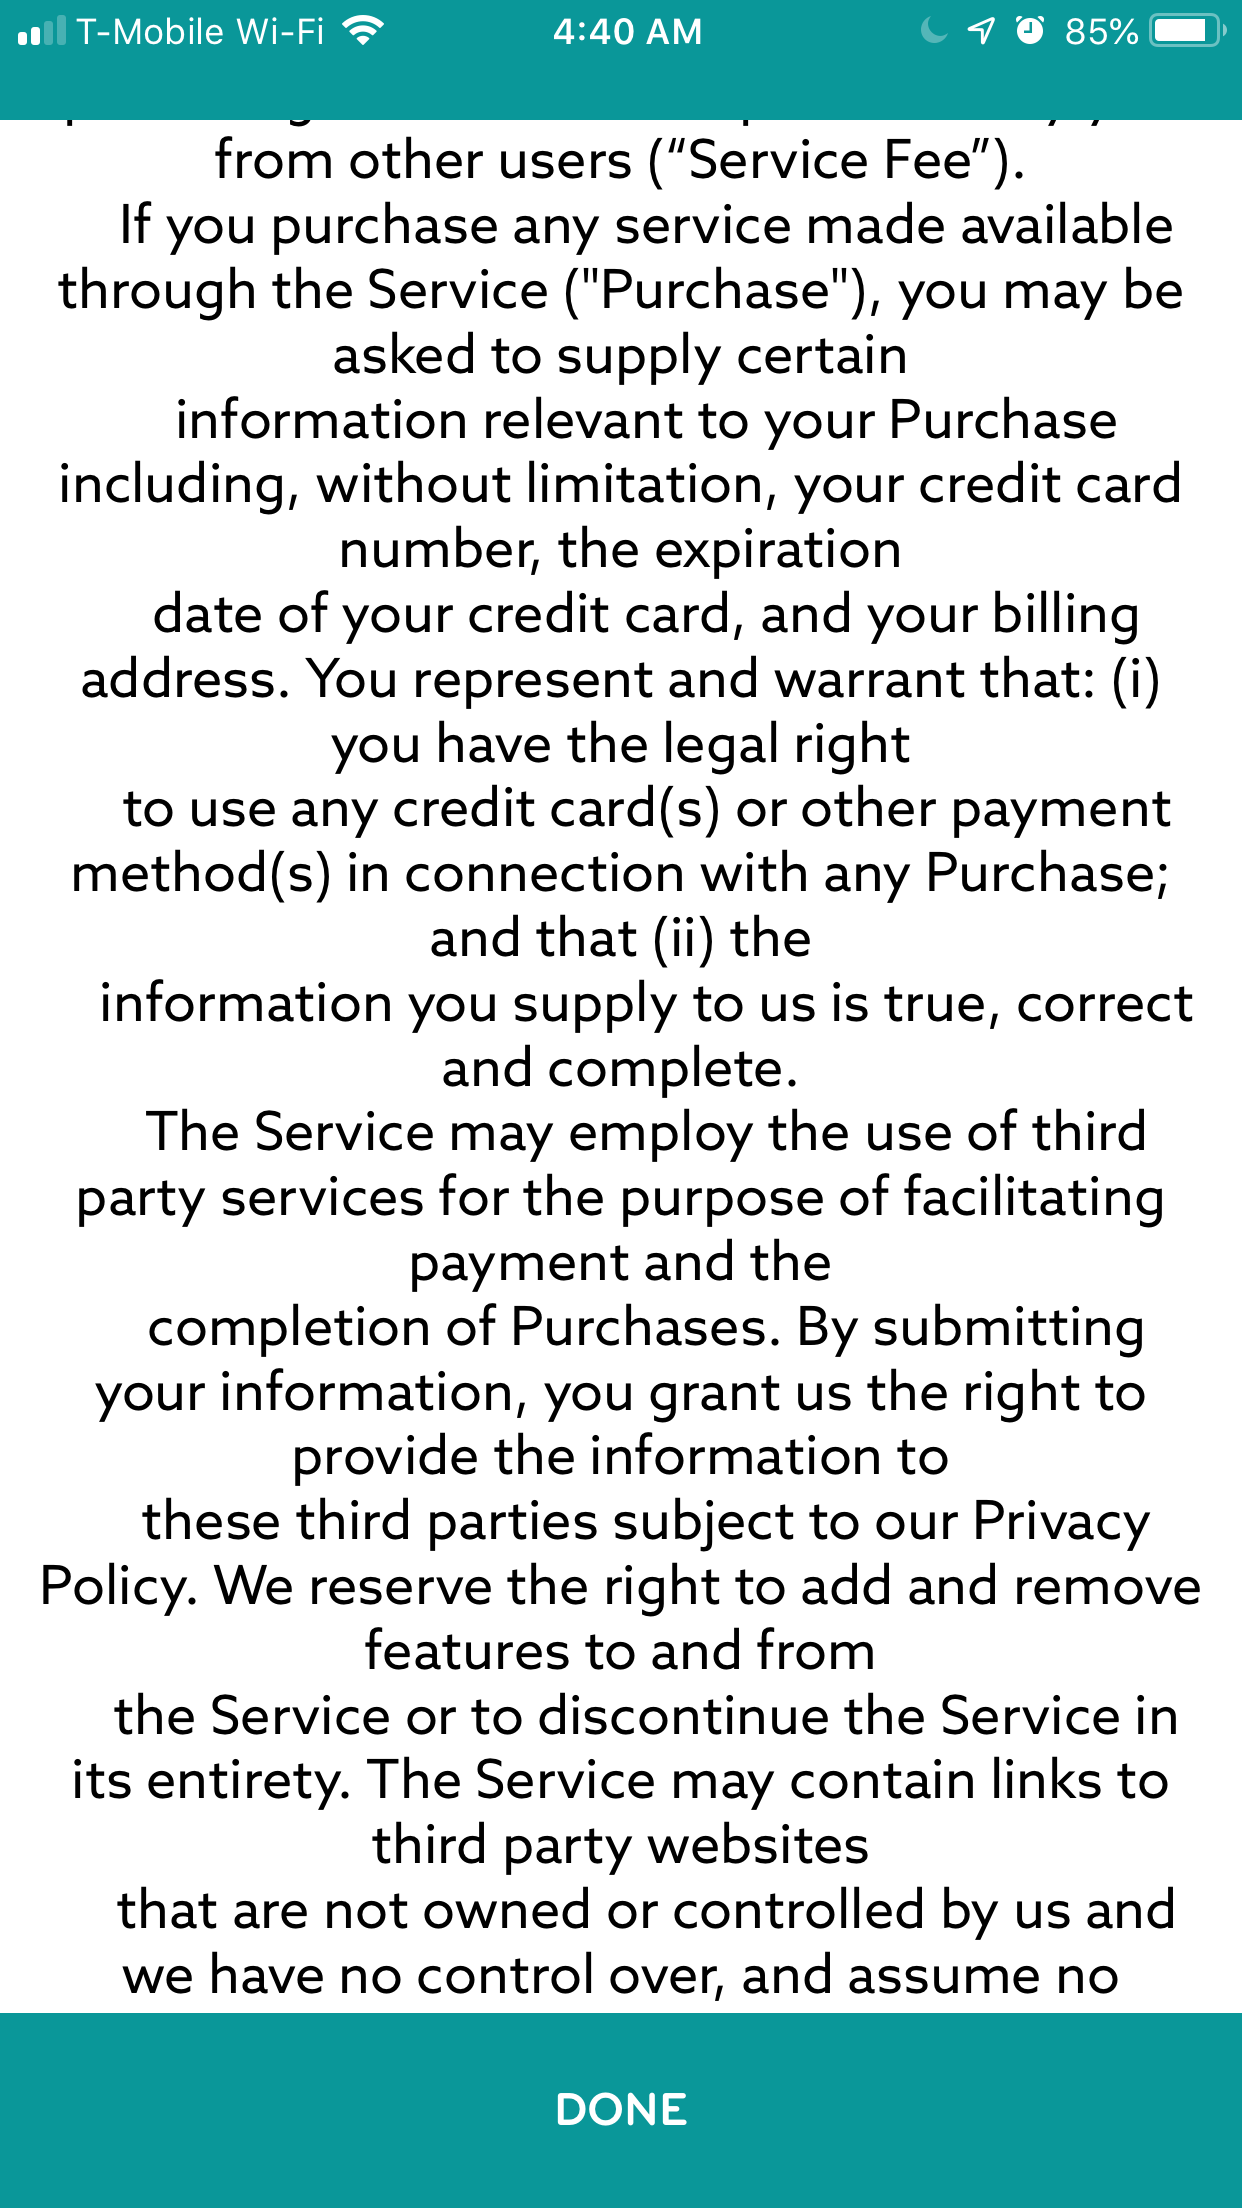 T-Mobile Wi-Fi 4:40 AM 85%
from other users (“Service Fee”).
If you purchase any service made available
through the Service ("Purchase"), you may be
asked to supply certain
information relevant to your Purchase
including, without limitation, your credit card
number, the expiration
date of your credit card, and your billing
address. You represent and warrant that: (i)
you have the legal right
to use any credit card(s) or other payment
method(s) in connection with any Purchase;
and that (ii) the
information you supply to us is true, correct
and complete.
The Service may employ the use of third
party services for the purpose of facilitating
payment and the
completion of Purchases. By submitting
your information, you grant us the right to
provide the information to
these third parties subject to our Privacy
Policy. We reserve the right to add and remove
features to and from
the Service or to discontinue the Service in
its entirety. The Service may contain links to
third party websites
that are not owned or controlled by us and
we have no control over, and assume no
DONE